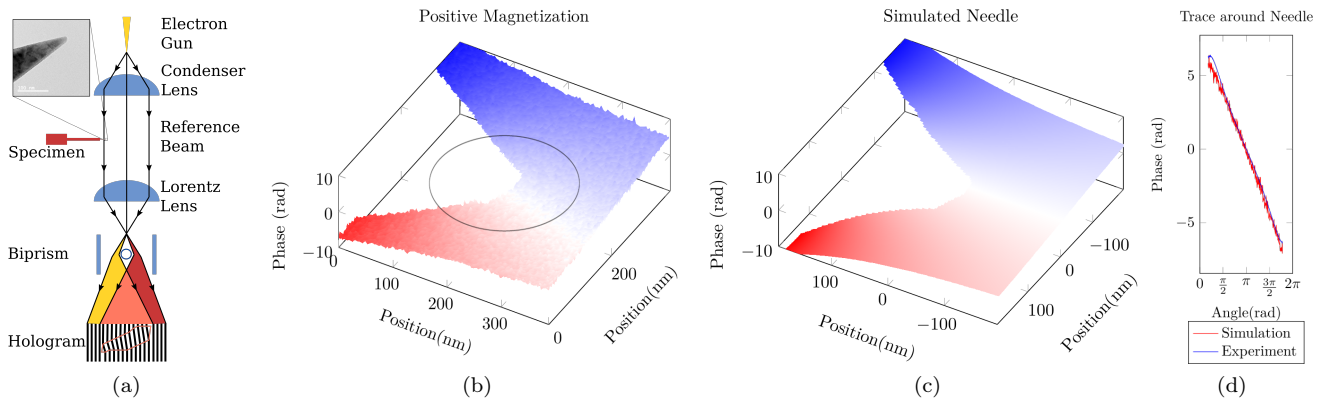 Electron
Gun
Condenser
Lens
Reference
Beam
Specimen
Lorentz
Lens
Biprism
Hologram
(a)
Positive Magnetization
10
0
−10
Phase (rad)
0
100
200
300
Position(nm)
0
200
Position(nm)
(b)
Simulated Needle
10
0
−10
Phase (rad)
100
0
−100
Position(nm)
100
0
−100
Position(nm)
(c)
Trace around Needle
5
0
−5
Phase (rad)
0 π/2 π 3π/2 2π
Angle(rad)
Simulation
Experiment
(d)